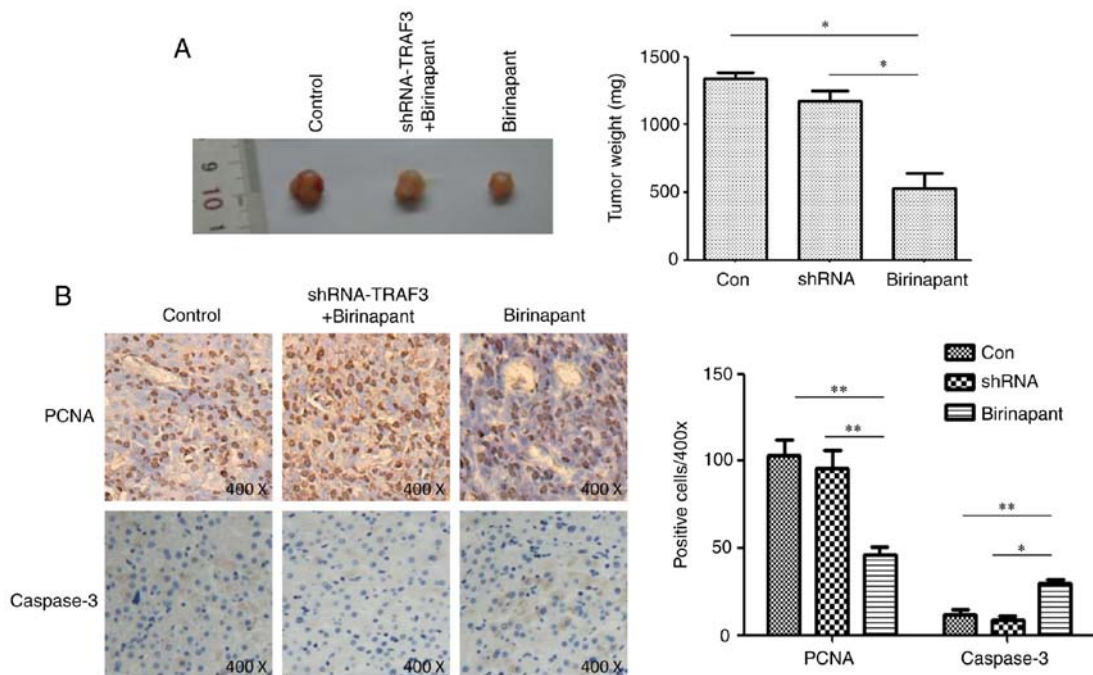 A
Control
shRNA-TRAF3
+Birinapant
Birinapant
9
10
1
*
*
Tumor weight (mg)
1500
1000
500
0
Con
shRNA
Birinapant
B
Control
shRNA-TRAF3
+Birinapant
Birinapant
PCNA
400 X
400 X
400 X
Caspase-3
400 X
400 X
400 X
Con
shRNA
Birinapant
Positive cells/400x
150
100
50
0
**
**
**
*
PCNA
Caspase-3